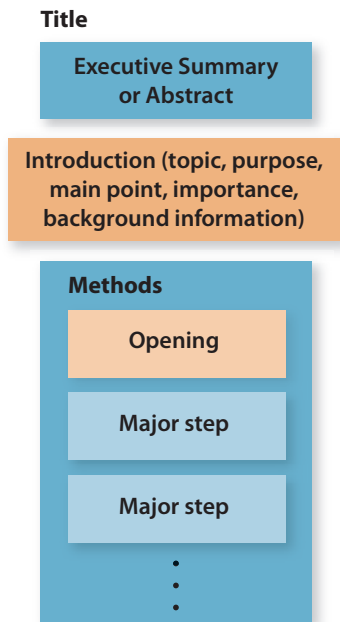 Title
Executive Summary
or Abstract
Introduction (topic, purpose,
main point, importance,
background information)
Methods
Opening
Major step
Major step